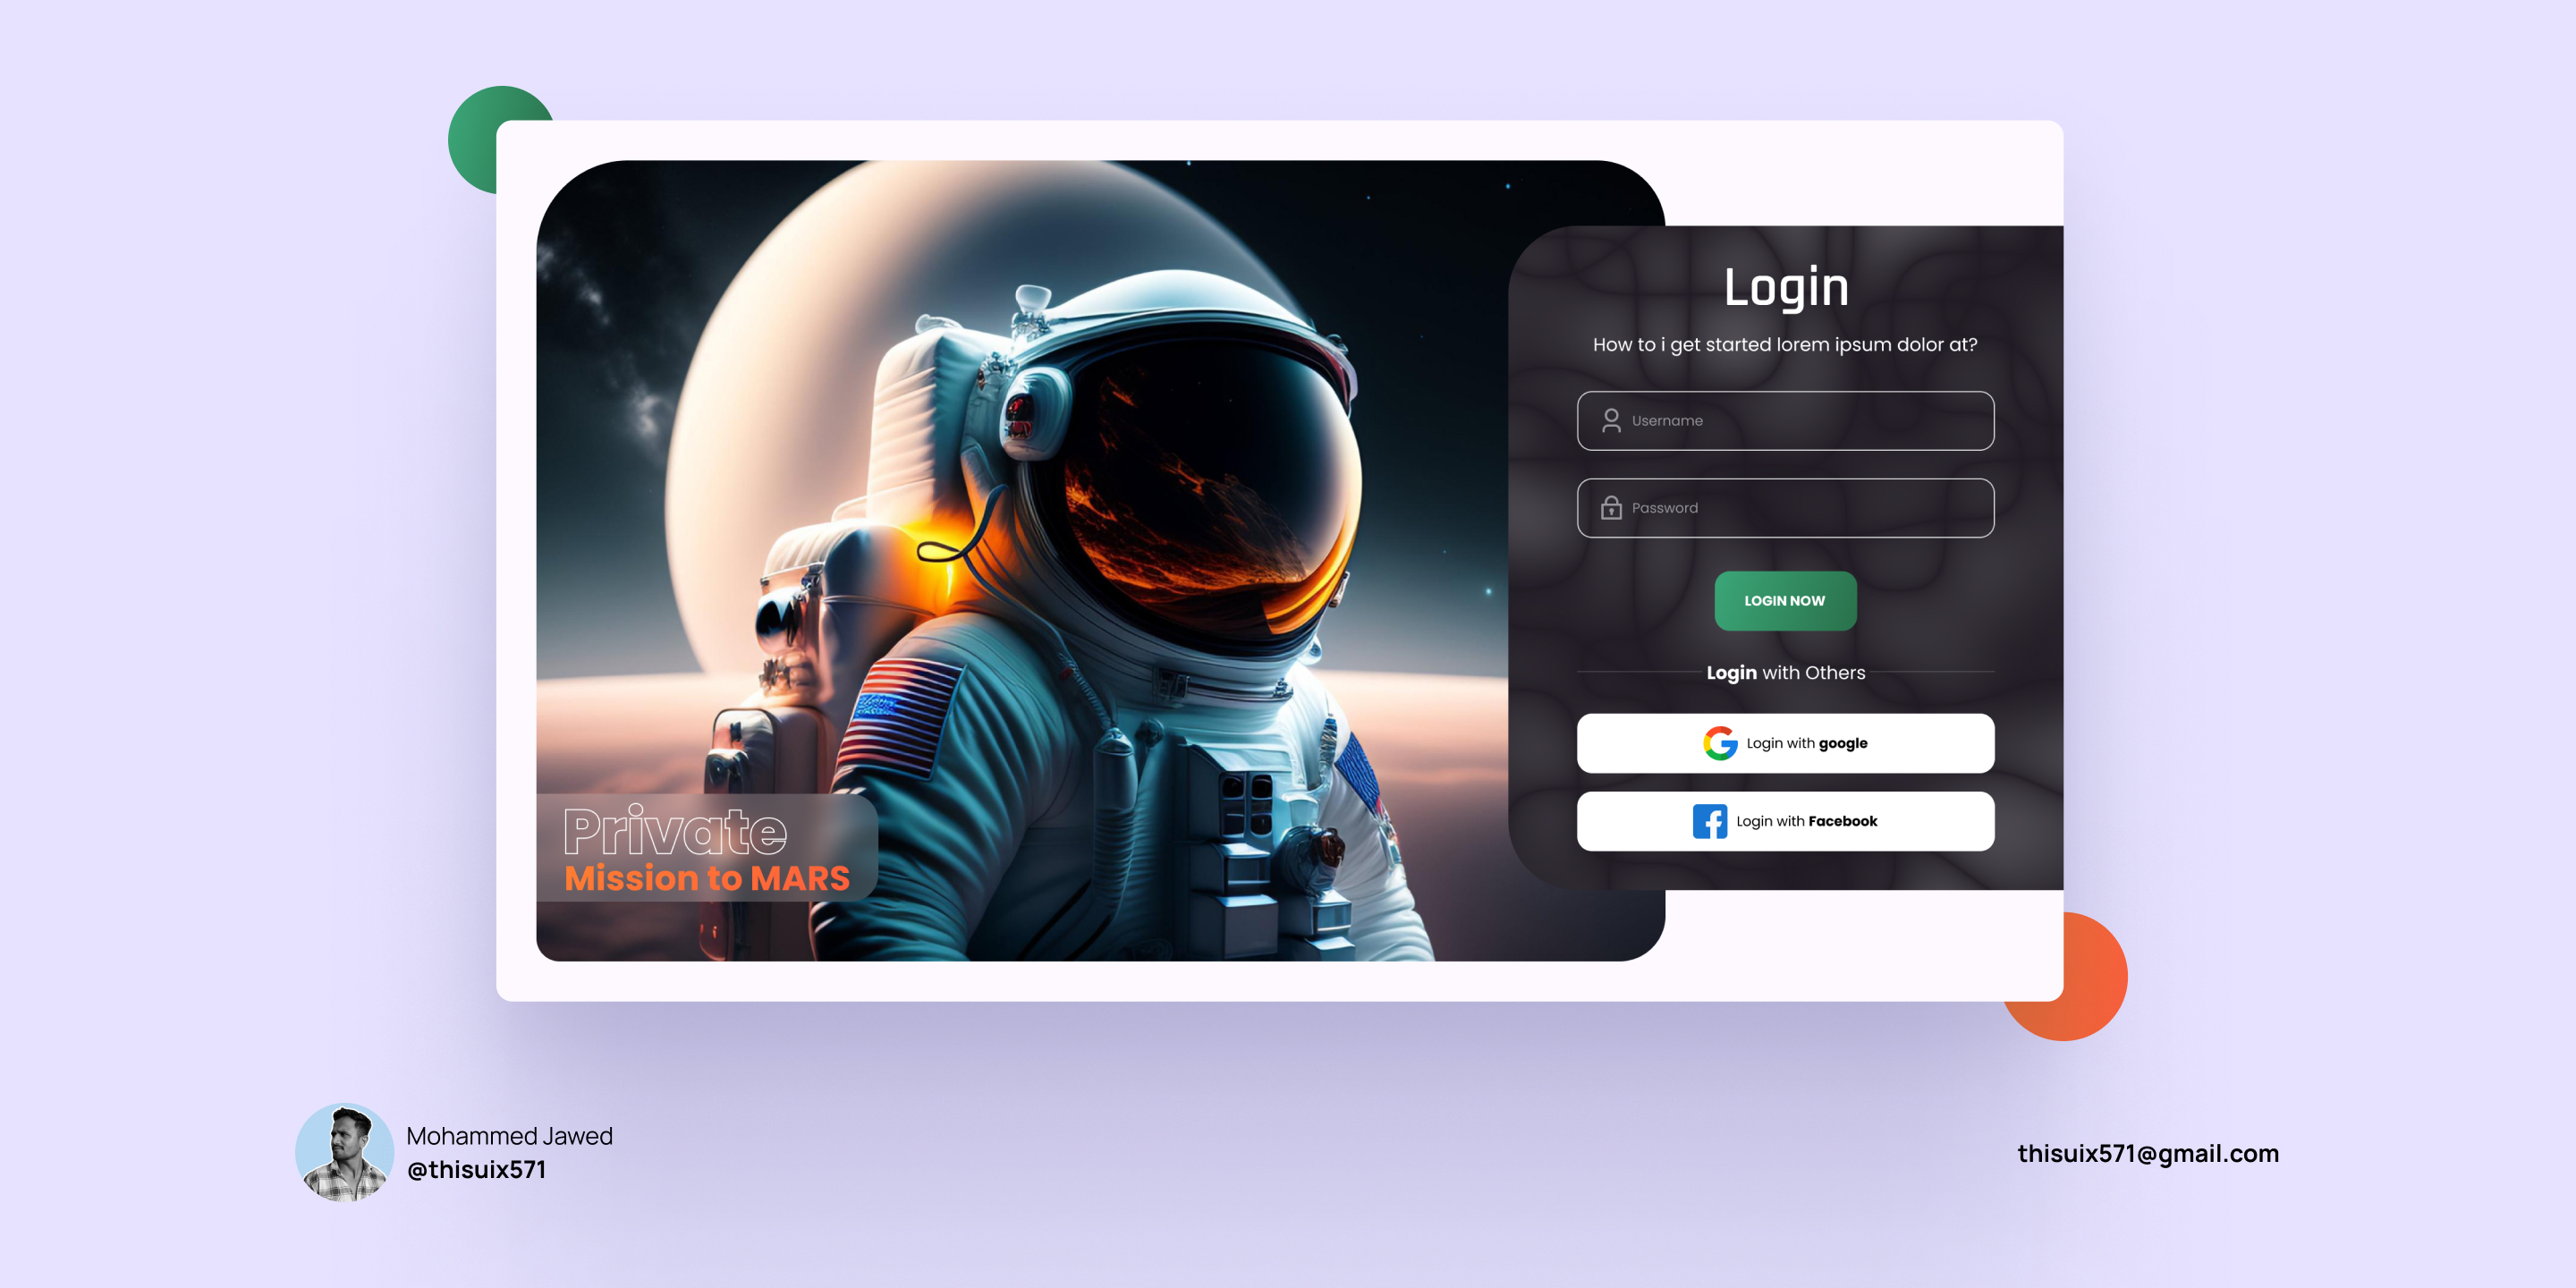 Login
How to i get started lorem ipsum dolor at?
Username
Password
LOGIN NOW
Login with Others
Login with google
Login with Facebook
Private
Mission to MARS
Mohammed Jawed
@thisuix571
thisuix571@gmail.com